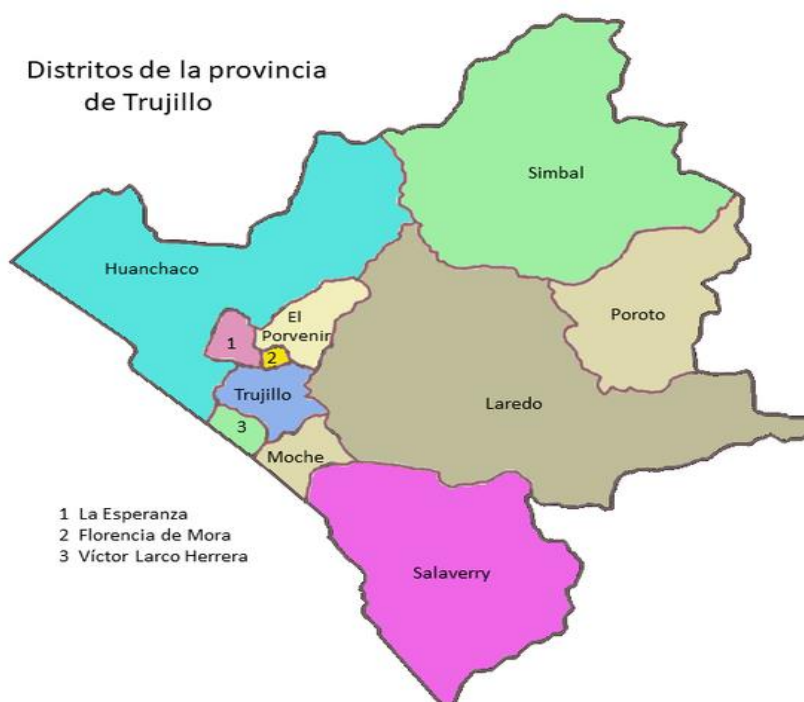 Distritos de la provincia
de Trujillo
Simbal
Huanchaco
El
Porvenir
Poroto
1
2
Trujillo
Laredo
3
Moche
1 La Esperanza
2 Florencia de Mora
3 Víctor Larco Herrera
Salaverry